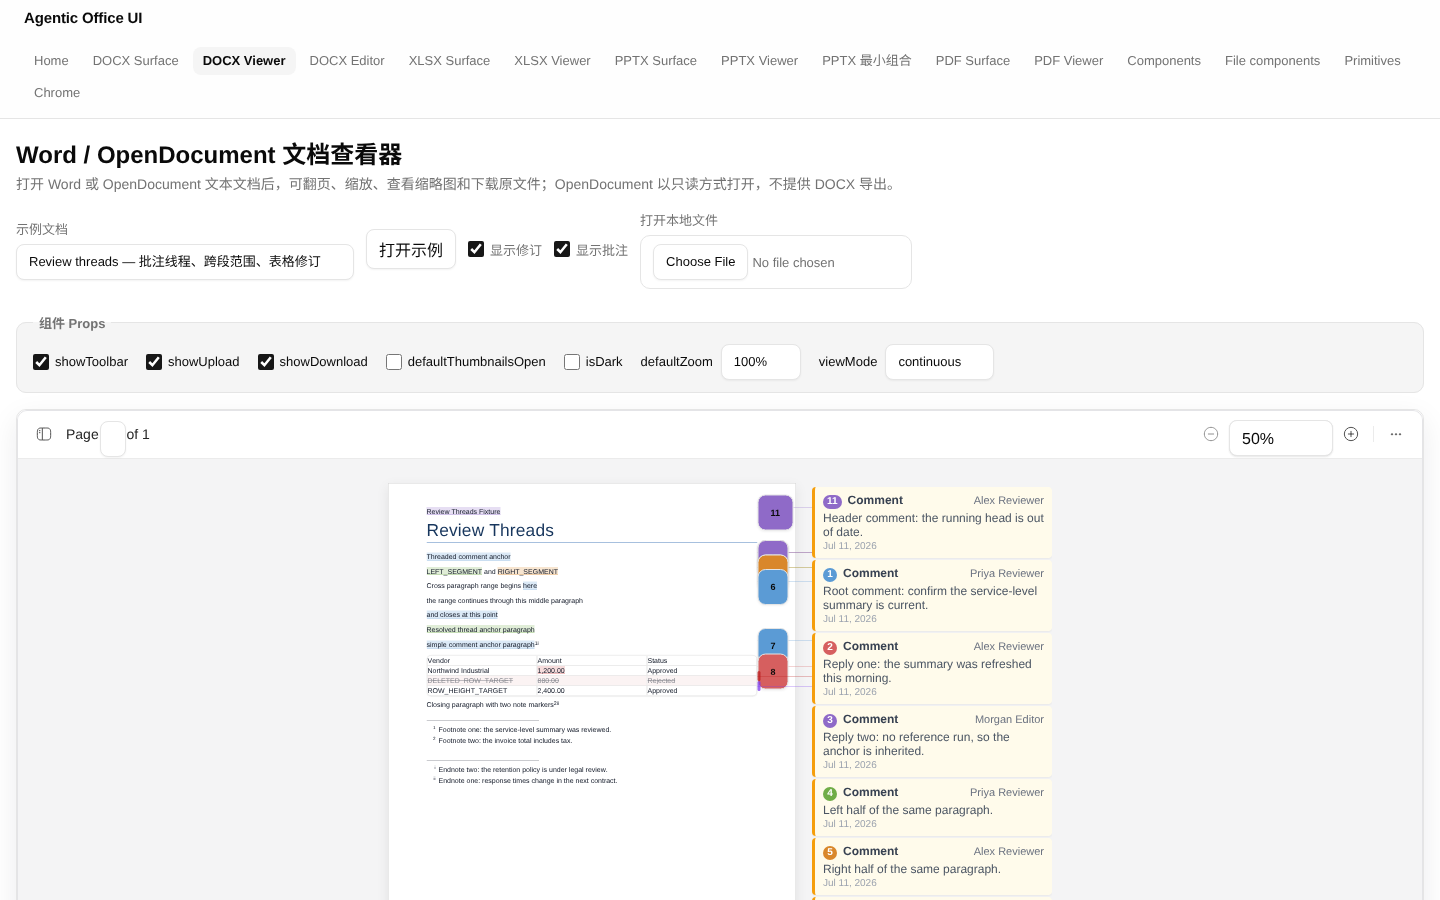 Agentic Office UI
Home DOCX Surface DOCX Viewer DOCX Editor XLSX Surface XLSX Viewer PPTX Surface PPTX Viewer PPTX 最小组合 PDF Surface PDF Viewer Components File components Primitives
Chrome
Word / OpenDocument 文档查看器
打开 Word 或 OpenDocument 文本文档后，可翻页、缩放、查看缩略图和下载原文件；OpenDocument 以只读方式打开，不提供 DOCX 导出。
示例文档
Review threads — 批注线程、跨段范围、表格修订
打开示例
显示修订
显示批注
打开本地文件
Choose File No file chosen
组件 Props
showToolbar showUpload showDownload defaultThumbnailsOpen isDark defaultZoom 100% viewMode continuous
Page of 1
50%
Review Threads Fixture
Review Threads
Threaded comment anchor
LEFT_SEGMENT and RIGHT_SEGMENT
Cross paragraph range begins here
the range continues through this middle paragraph
and closes at this point
Resolved thread anchor paragraph
simple comment anchor paragraph
Vendor Amount Status
Northwind Industrial 1,200.00 Approved
DELETED_ROW_TARGET 880.00 Rejected
ROW_HEIGHT_TARGET 2,400.00 Approved
Closing paragraph with two note markers
1 Footnote one: the service-level summary was reviewed.
2 Footnote two: the invoice total includes tax.
Endnote two: the retention policy is under legal review.
Endnote one: response times change in the next contract.
11
6
7
8
11 Comment Alex Reviewer
Header comment: the running head is out
of date.
Jul 11, 2026
1 Comment Priya Reviewer
Root comment: confirm the service-level
summary is current.
Jul 11, 2026
2 Comment Alex Reviewer
Reply one: the summary was refreshed
this morning.
Jul 11, 2026
3 Comment Morgan Editor
Reply two: no reference run, so the
anchor is inherited.
Jul 11, 2026
4 Comment Priya Reviewer
Left half of the same paragraph.
Jul 11, 2026
5 Comment Alex Reviewer
Right half of the same paragraph.
Jul 11, 2026